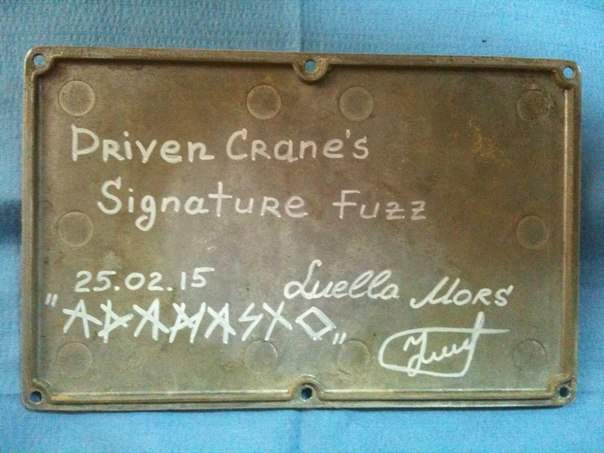 Driven Crane's
Signature Fuzz
25.02.15 Luella Mors